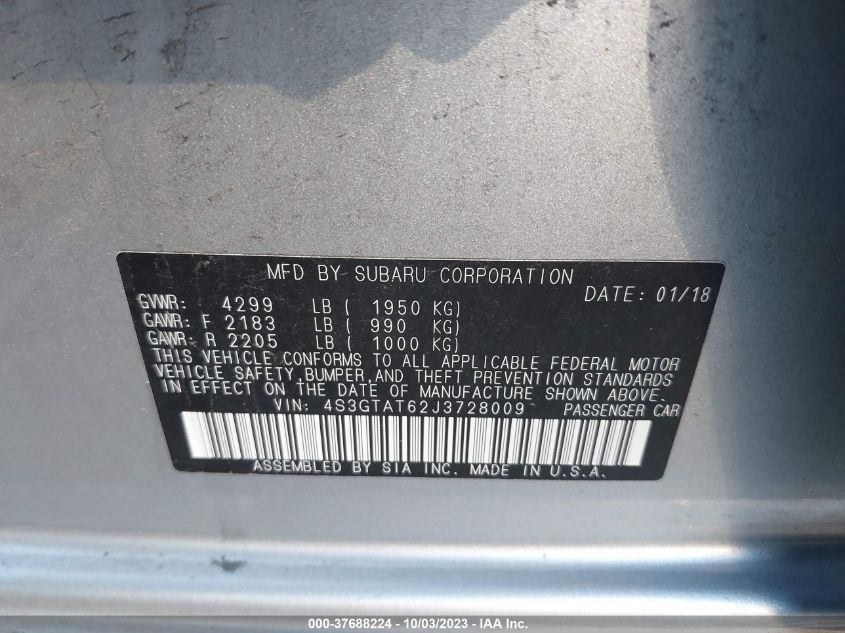 MFD BY SUBARU CORPORATION
DATE: 01/18
GVWR: 4299 LB ( 1950 KG)
GAWR: F 2183 LB ( 990 KG)
GAWR: R 2205 LB ( 1000 KG)
THIS VEHICLE CONFORMS TO ALL APPLICABLE FEDERAL MOTOR
VEHICLE SAFETY, BUMPER, AND THEFT PREVENTION STANDARDS
IN EFFECT ON THE DATE OF MANUFACTURE SHOWN ABOVE.
VIN: 4S3GTAT62J3728009 PASSENGER CAR
ASSEMBLED BY SIA INC. MADE IN U.S.A.
000-37688224 - 10/03/2023 - IAA Inc.